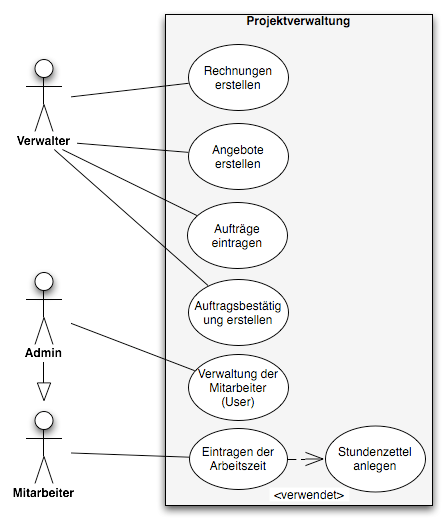 Projektverwaltung
Rechnungen
erstellen
Verwalter
Angebote
erstellen
Aufträge
eintragen
Auftragsbestätig
ung erstellen
Admin
Verwaltung der
Mitarbeiter
(User)
Eintragen der
Arbeitszeit
Stundenzettel
anlegen
Mitarbeiter
<verwendet>